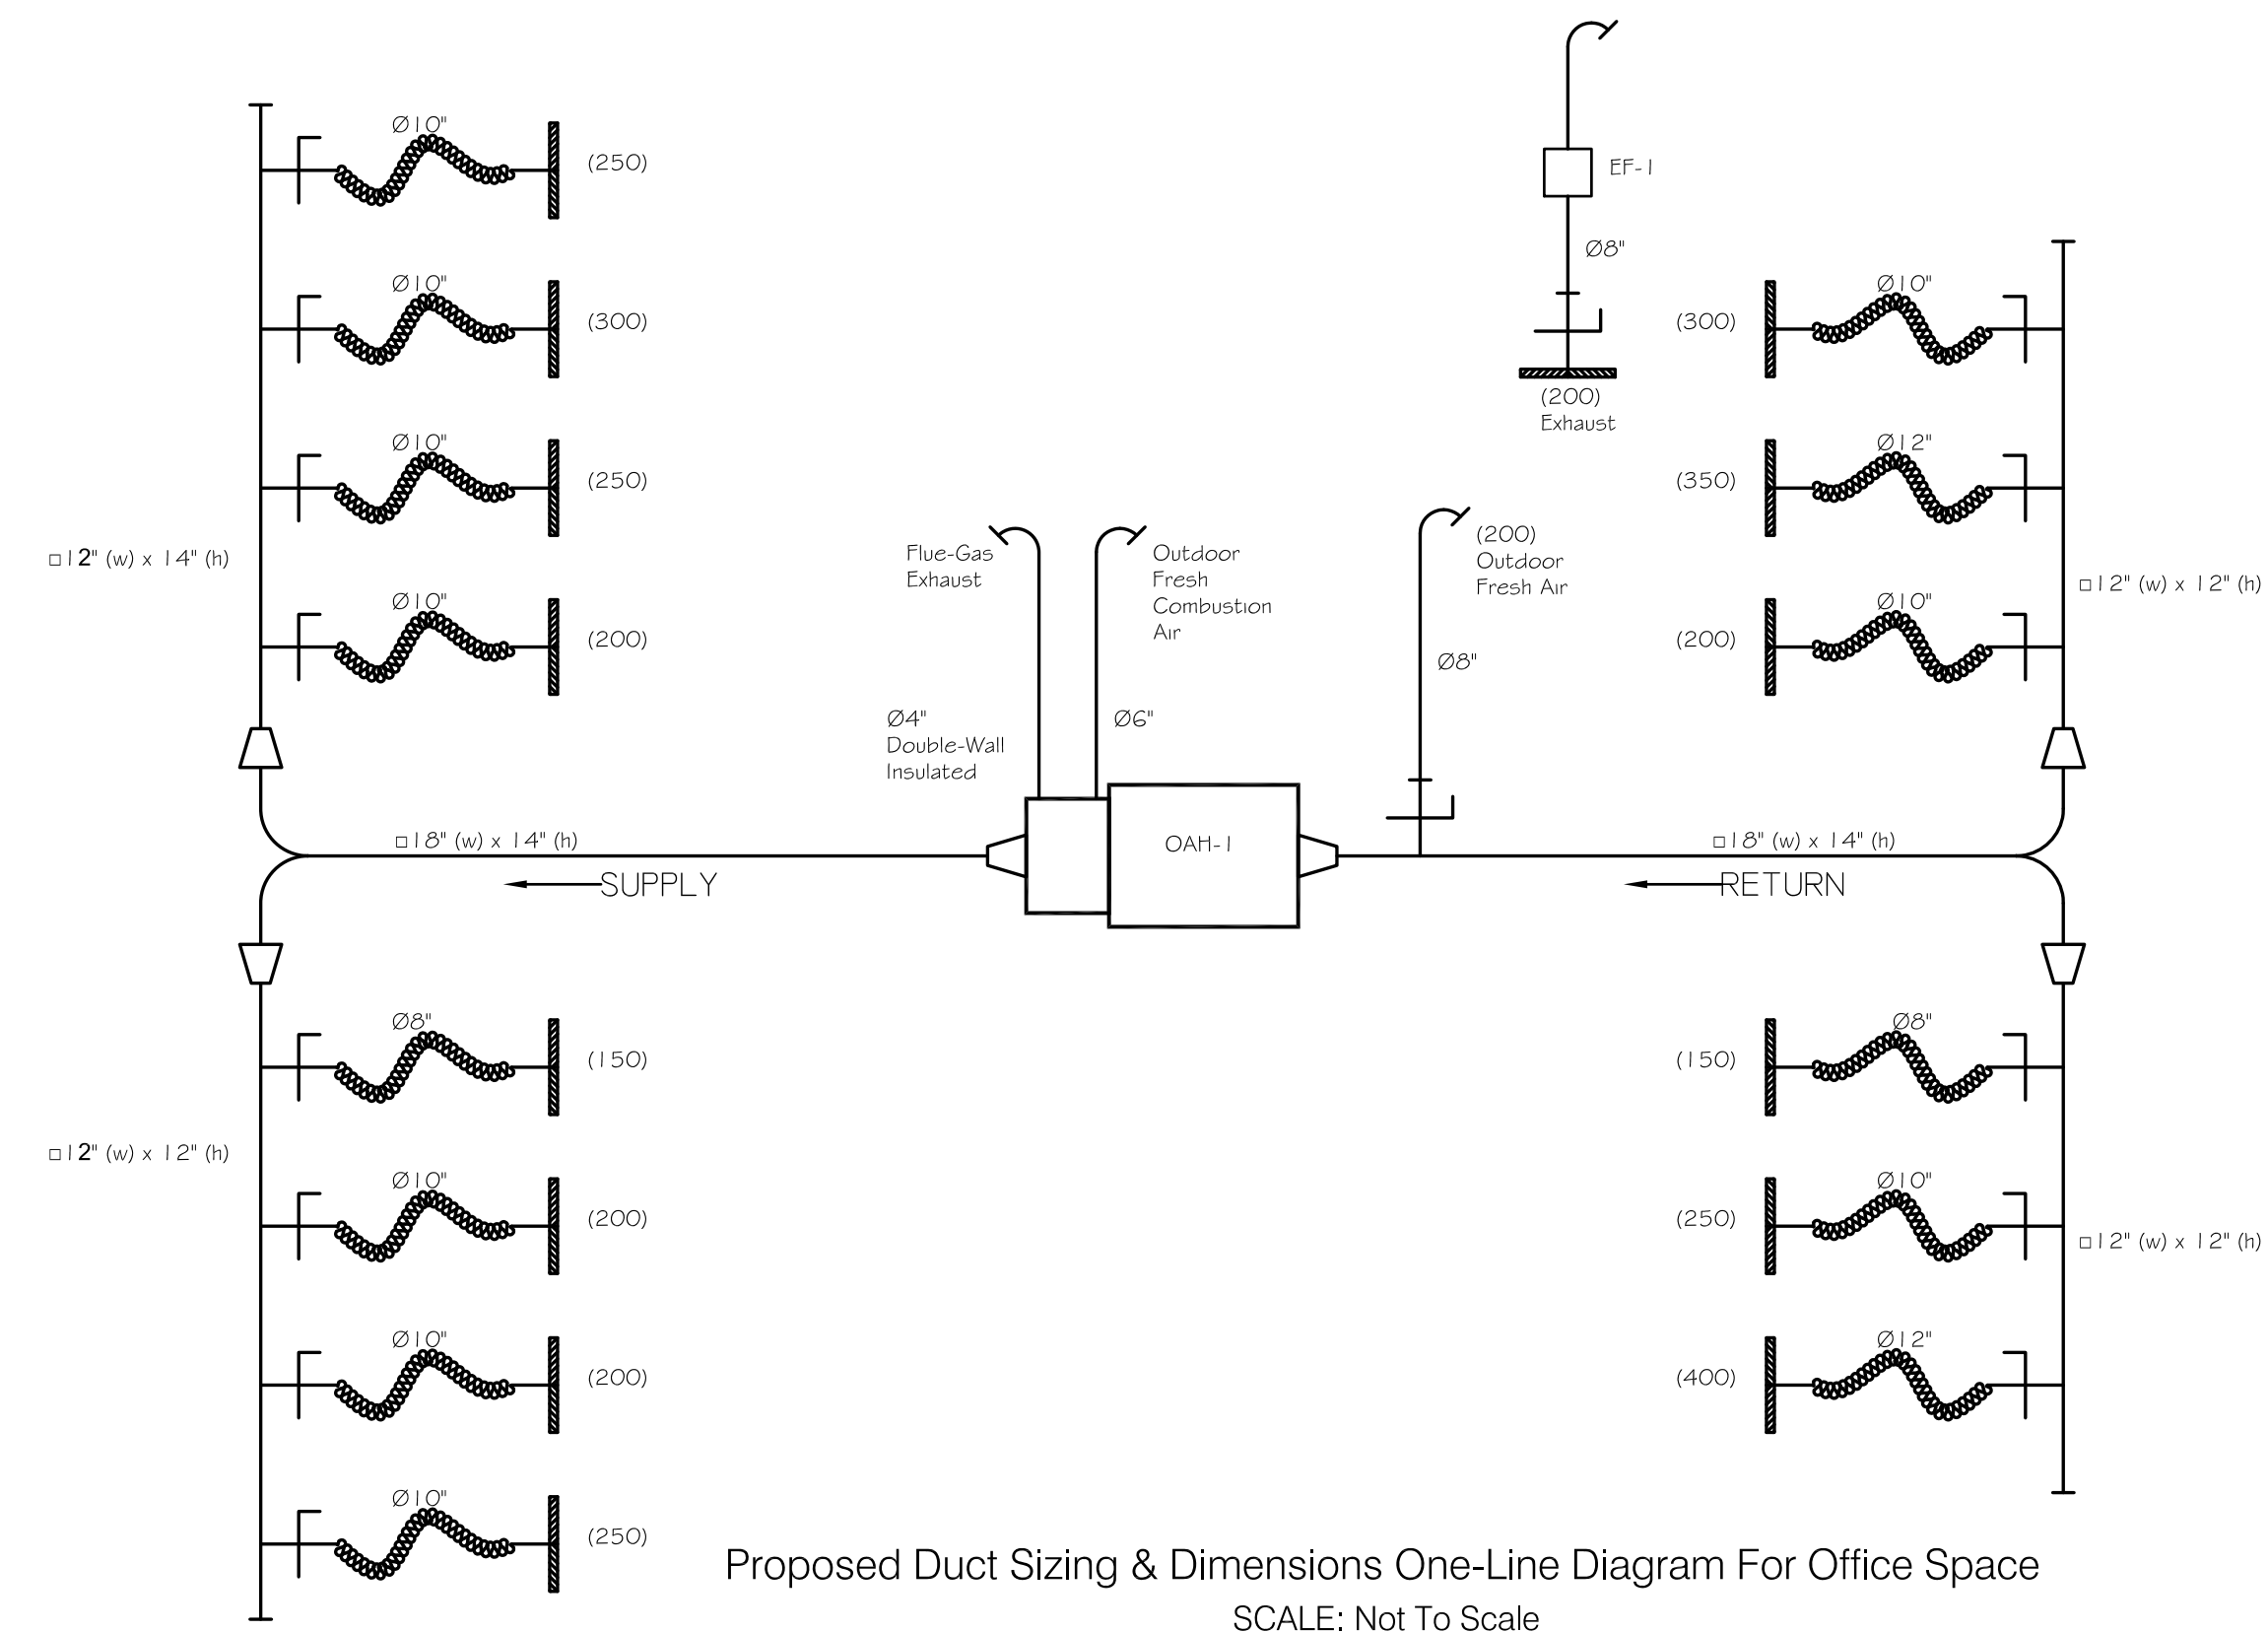 Ø10"
(250)
Ø10"
(300)
Ø10"
(250)
□12" (w) x 14" (h)
Ø10"
(200)
□18" (w) x 14" (h)
SUPPLY
Ø8"
(150)
□12" (w) x 12" (h)
Ø10"
(200)
Ø10"
(200)
Ø10"
(250)
Flue-Gas
Exhaust
Ø4"
Double-Wall
Insulated
Outdoor
Fresh
Combustion
Air
Ø6"
OAH-1
(200)
Outdoor
Fresh Air
Ø8"
EF-1
Ø8"
(200)
Exhaust
Ø10"
(300)
Ø12"
(350)
□12" (w) x 12" (h)
Ø10"
(200)
□18" (w) x 14" (h)
RETURN
Ø8"
(150)
Ø10"
(250)
□12" (w) x 12" (h)
Ø12"
(400)
Proposed Duct Sizing & Dimensions One-Line Diagram For Office Space
SCALE: Not To Scale